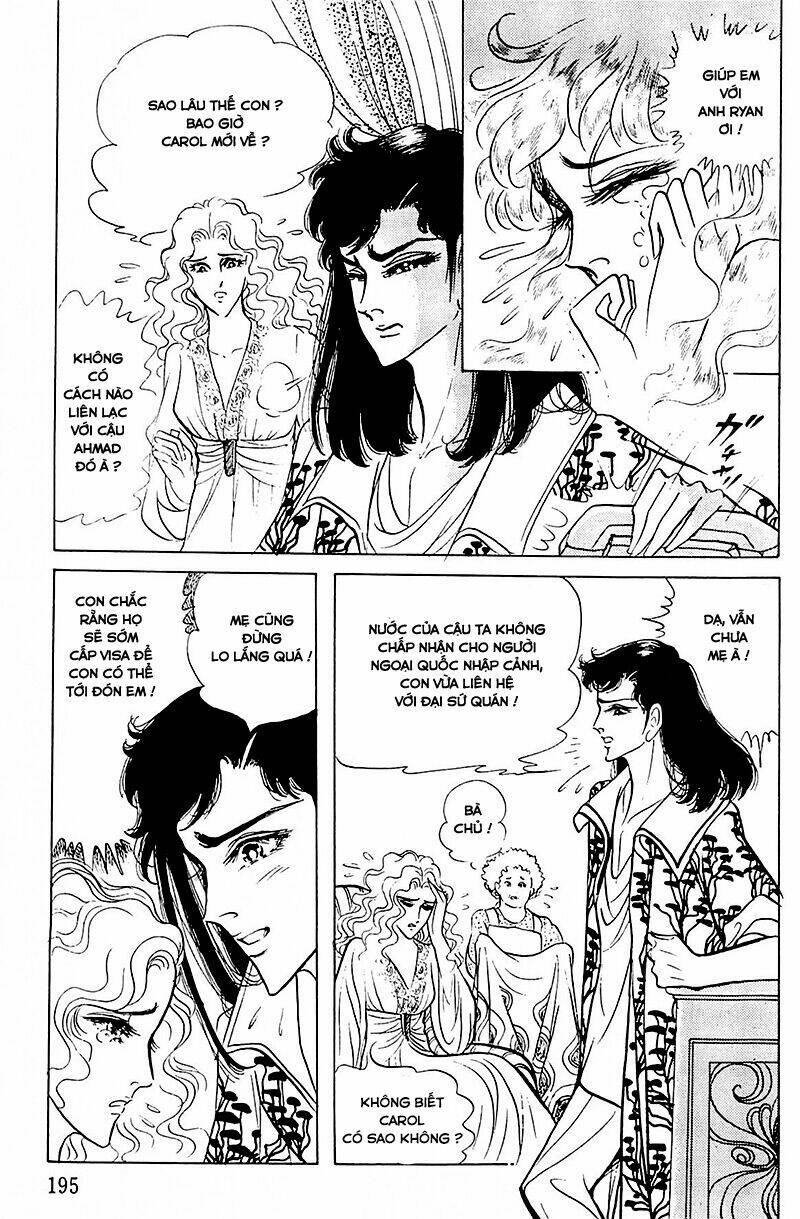 GIÚP EM
VỚI
ANH RYAN
ƠI !
SAO LÂU THẾ CON ?
BAO GIỜ
CAROL MỚI VỀ ?
KHÔNG
CÓ
CÁCH NÀO
LIÊN LẠC
VỚI CẬU
AHMAD
ĐÓ À ?
ガチャ
DẠ, VẪN
CHƯA
MẸ À !
NƯỚC CỦA CẬU TA KHÔNG
CHẤP NHẬN CHO NGƯỜI
NGOẠI QUỐC NHẬP CẢNH,
CON VỪA LIÊN HỆ
VỚI ĐẠI SỨ QUÁN !
BÀ
CHỦ !
KHÔNG BIẾT
CAROL
CÓ SAO KHÔNG ?
MẸ CŨNG
ĐỪNG
LO LẮNG QUÁ !
CON CHẮC
RẰNG HỌ
SẼ SỚM
CẤP VISA ĐỂ
CON CÓ THỂ
TỚI ĐÓN EM !
195